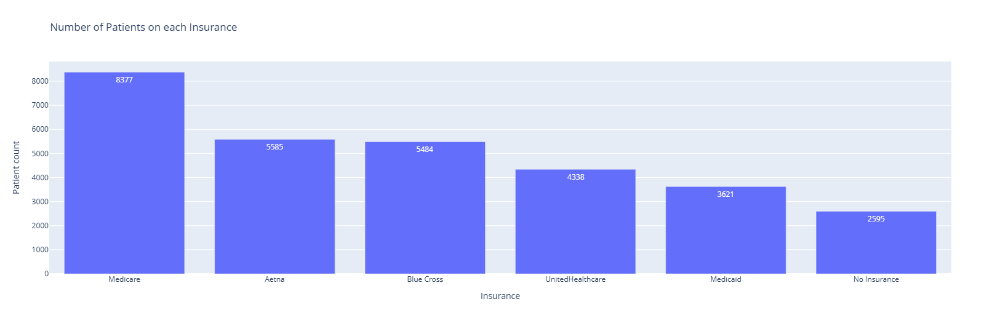 Number of Patients on each Insurance
Patient count
8000
7000
6000
5000
4000
3000
2000
1000
0
8377
5585
5484
4338
3621
2595
Medicare
Aetna
Blue Cross
UnitedHealthcare
Medicaid
No Insurance
Insurance